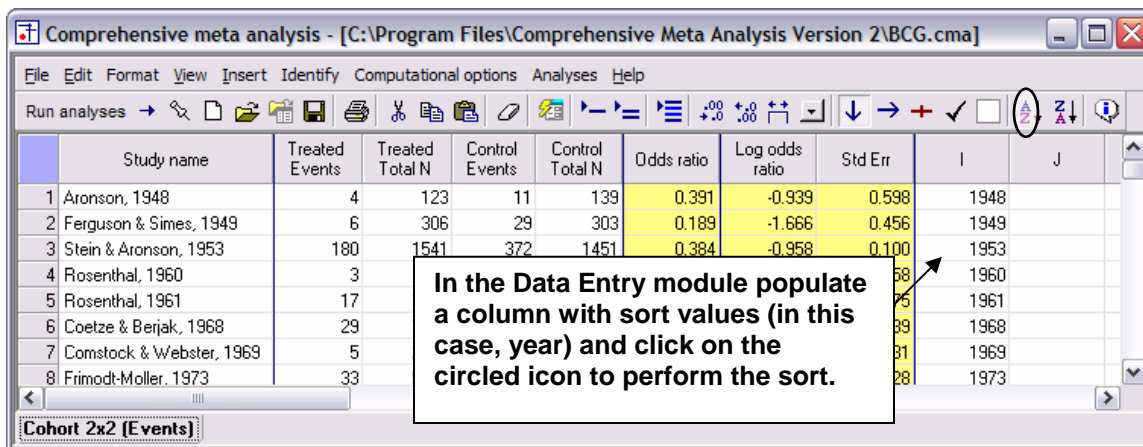 Comprehensive meta analysis - [C:\Program Files\Comprehensive Meta Analysis Version 2\BCG.cma]
File Edit Format View Insert Identify Computational options Analyses Help
Run analyses
Study name Treated Events Treated Total N Control Events Control Total N Odds ratio Log odds ratio Std Err I J
1 Aronson, 1948 4 123 11 139 0.391 -0.939 0.598 1948
2 Ferguson & Simes, 1949 6 306 29 303 0.189 -1.666 0.456 1949
3 Stein & Aronson, 1953 180 1541 372 1451 0.384 -0.958 0.100 1953
4 Rosenthal, 1960 3 1960
5 Rosenthal, 1961 17 1961
6 Coetze & Berjak, 1968 29 1968
7 Comstock & Webster, 1969 5 1969
8 Frimodt-Moller, 1973 33 1973
In the Data Entry module populate
a column with sort values (in this
case, year) and click on the
circled icon to perform the sort.
Cohort 2x2 (Events)